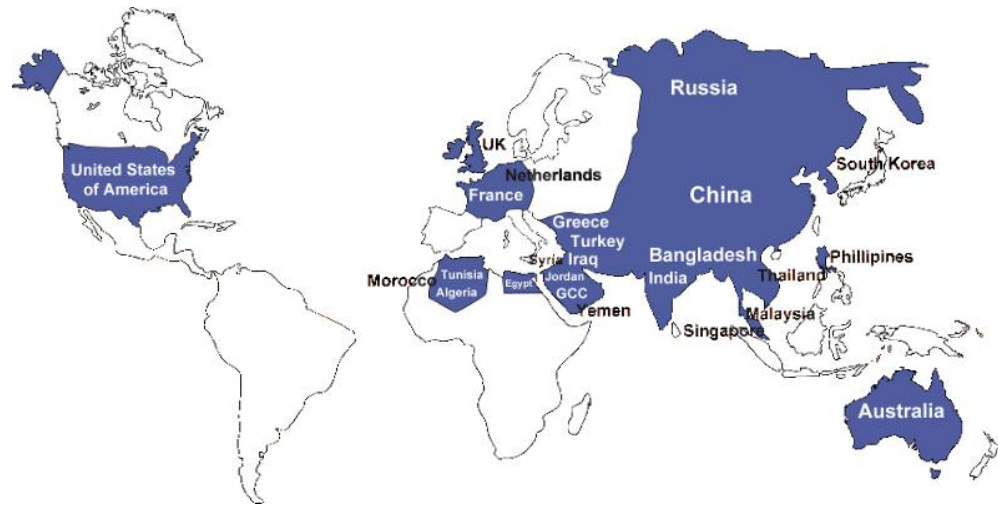 Russia
UK
South Korea
United States
of America
Netherlands
France
China
Greece
Turkey
Bangladesh
Syria
Iraq
Phillipines
Morocco
Tunisia
Algeria
Egypt
Jordan
GCC
India
Thailand
Yemen
Malaysia
Singapore
Australia